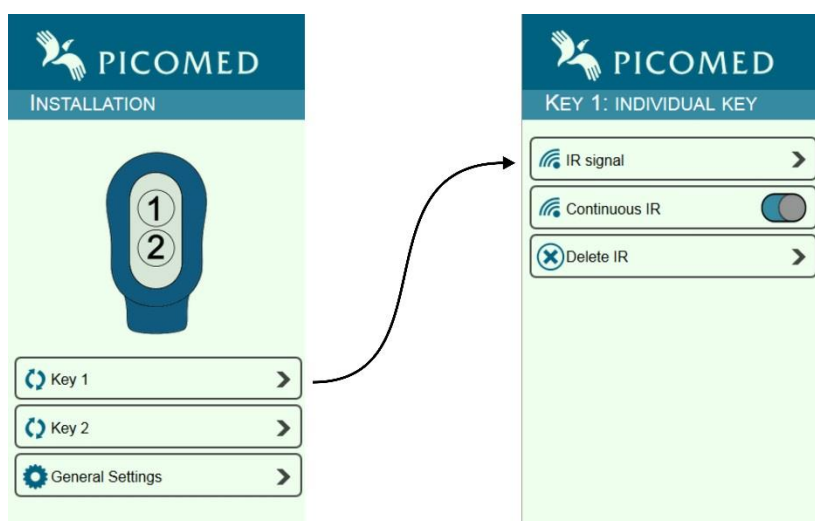 PICOMED
INSTALLATION
1
2
Key 1
Key 2
General Settings
PICOMED
KEY 1: INDIVIDUAL KEY
IR signal
Continuous IR
Delete IR